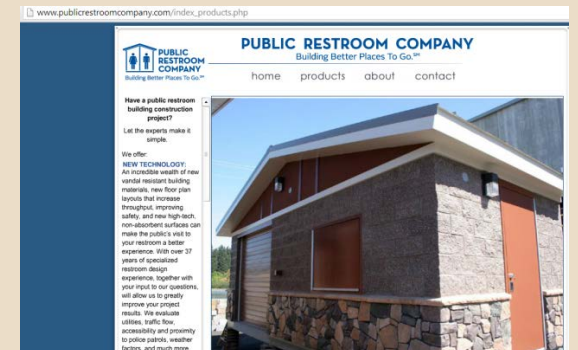 www.publicrestroomcompany.com/index_products.php
PUBLIC
RESTROOM
COMPANY
Building Better Places To Go.℠
PUBLIC RESTROOM COMPANY
Building Better Places To Go.℠
home products about contact
Have a public restroom
building construction
project?
Let the experts make it
simple.
We offer:
NEW TECHNOLOGY:
An incredible wealth of new
vandal resistant building
materials, new floor plan
layouts that increase
throughput, improving
safety, and new high-tech,
non-absorbent surfaces can
make the public's visit to
your restroom a better
experience. With over 37
years of specialized
restroom design
experience, together with
your input to our questions,
will allow us to greatly
improve your project
results. We evaluate
utilities, traffic flow,
accessibility and proximity
to police patrols, weather
factors, and much more